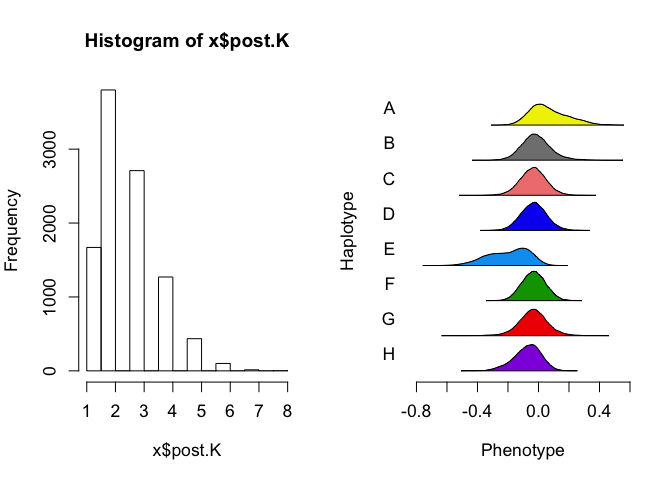 Histogram of x$post.K
Frequency
0
1000
2000
3000
1 2 3 4 5 6 7 8
x$post.K
Haplotype
A
B
C
D
E
F
G
H
-0.8 -0.4 0.0 0.4
Phenotype